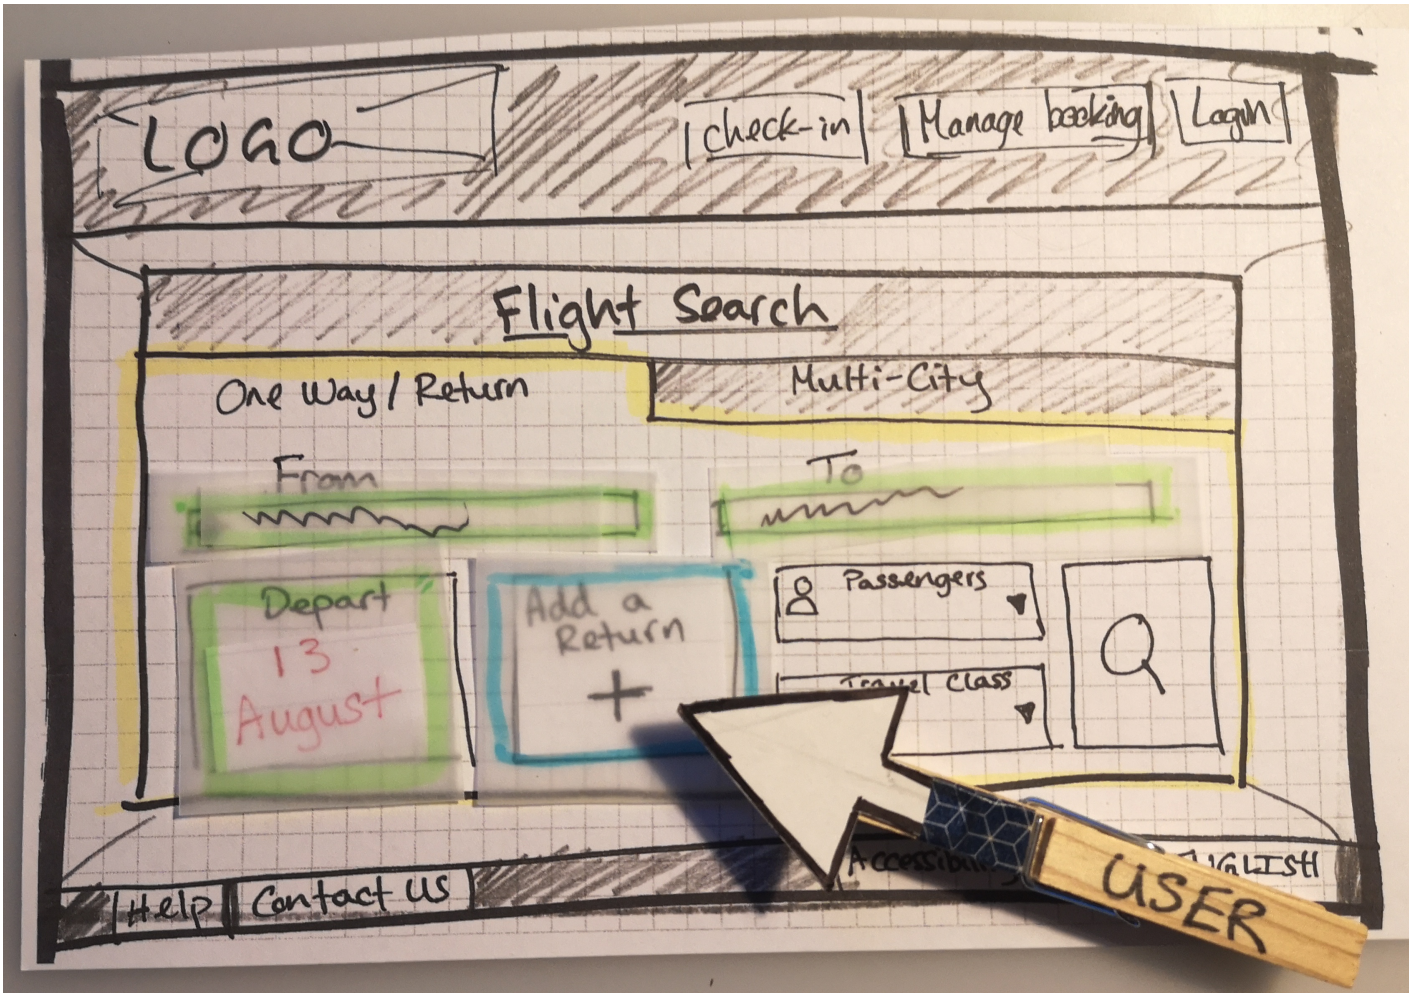 LOGO
Check-in
Manage booking
Login
Flight Search
One Way / Return
Multi-City
From
To
Depart
13
August
Add a
Return
+
Passengers
Travel Class
Help
Contact Us
USER